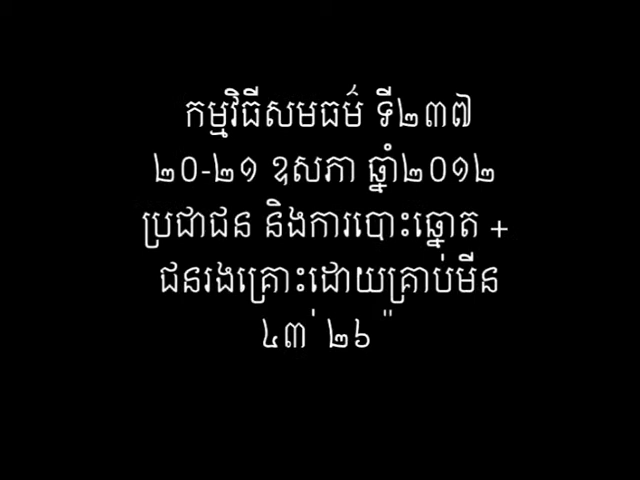 កម្មវិធីសមធម៌ ទី២៣៧
២០-២១ ឧសភា ឆ្នាំ២០១២
ប្រជាជន និងការបោះឆ្នោត +
ជនរងគ្រោះដោយគ្រាប់មីន
៤៣ ' ២៦ "